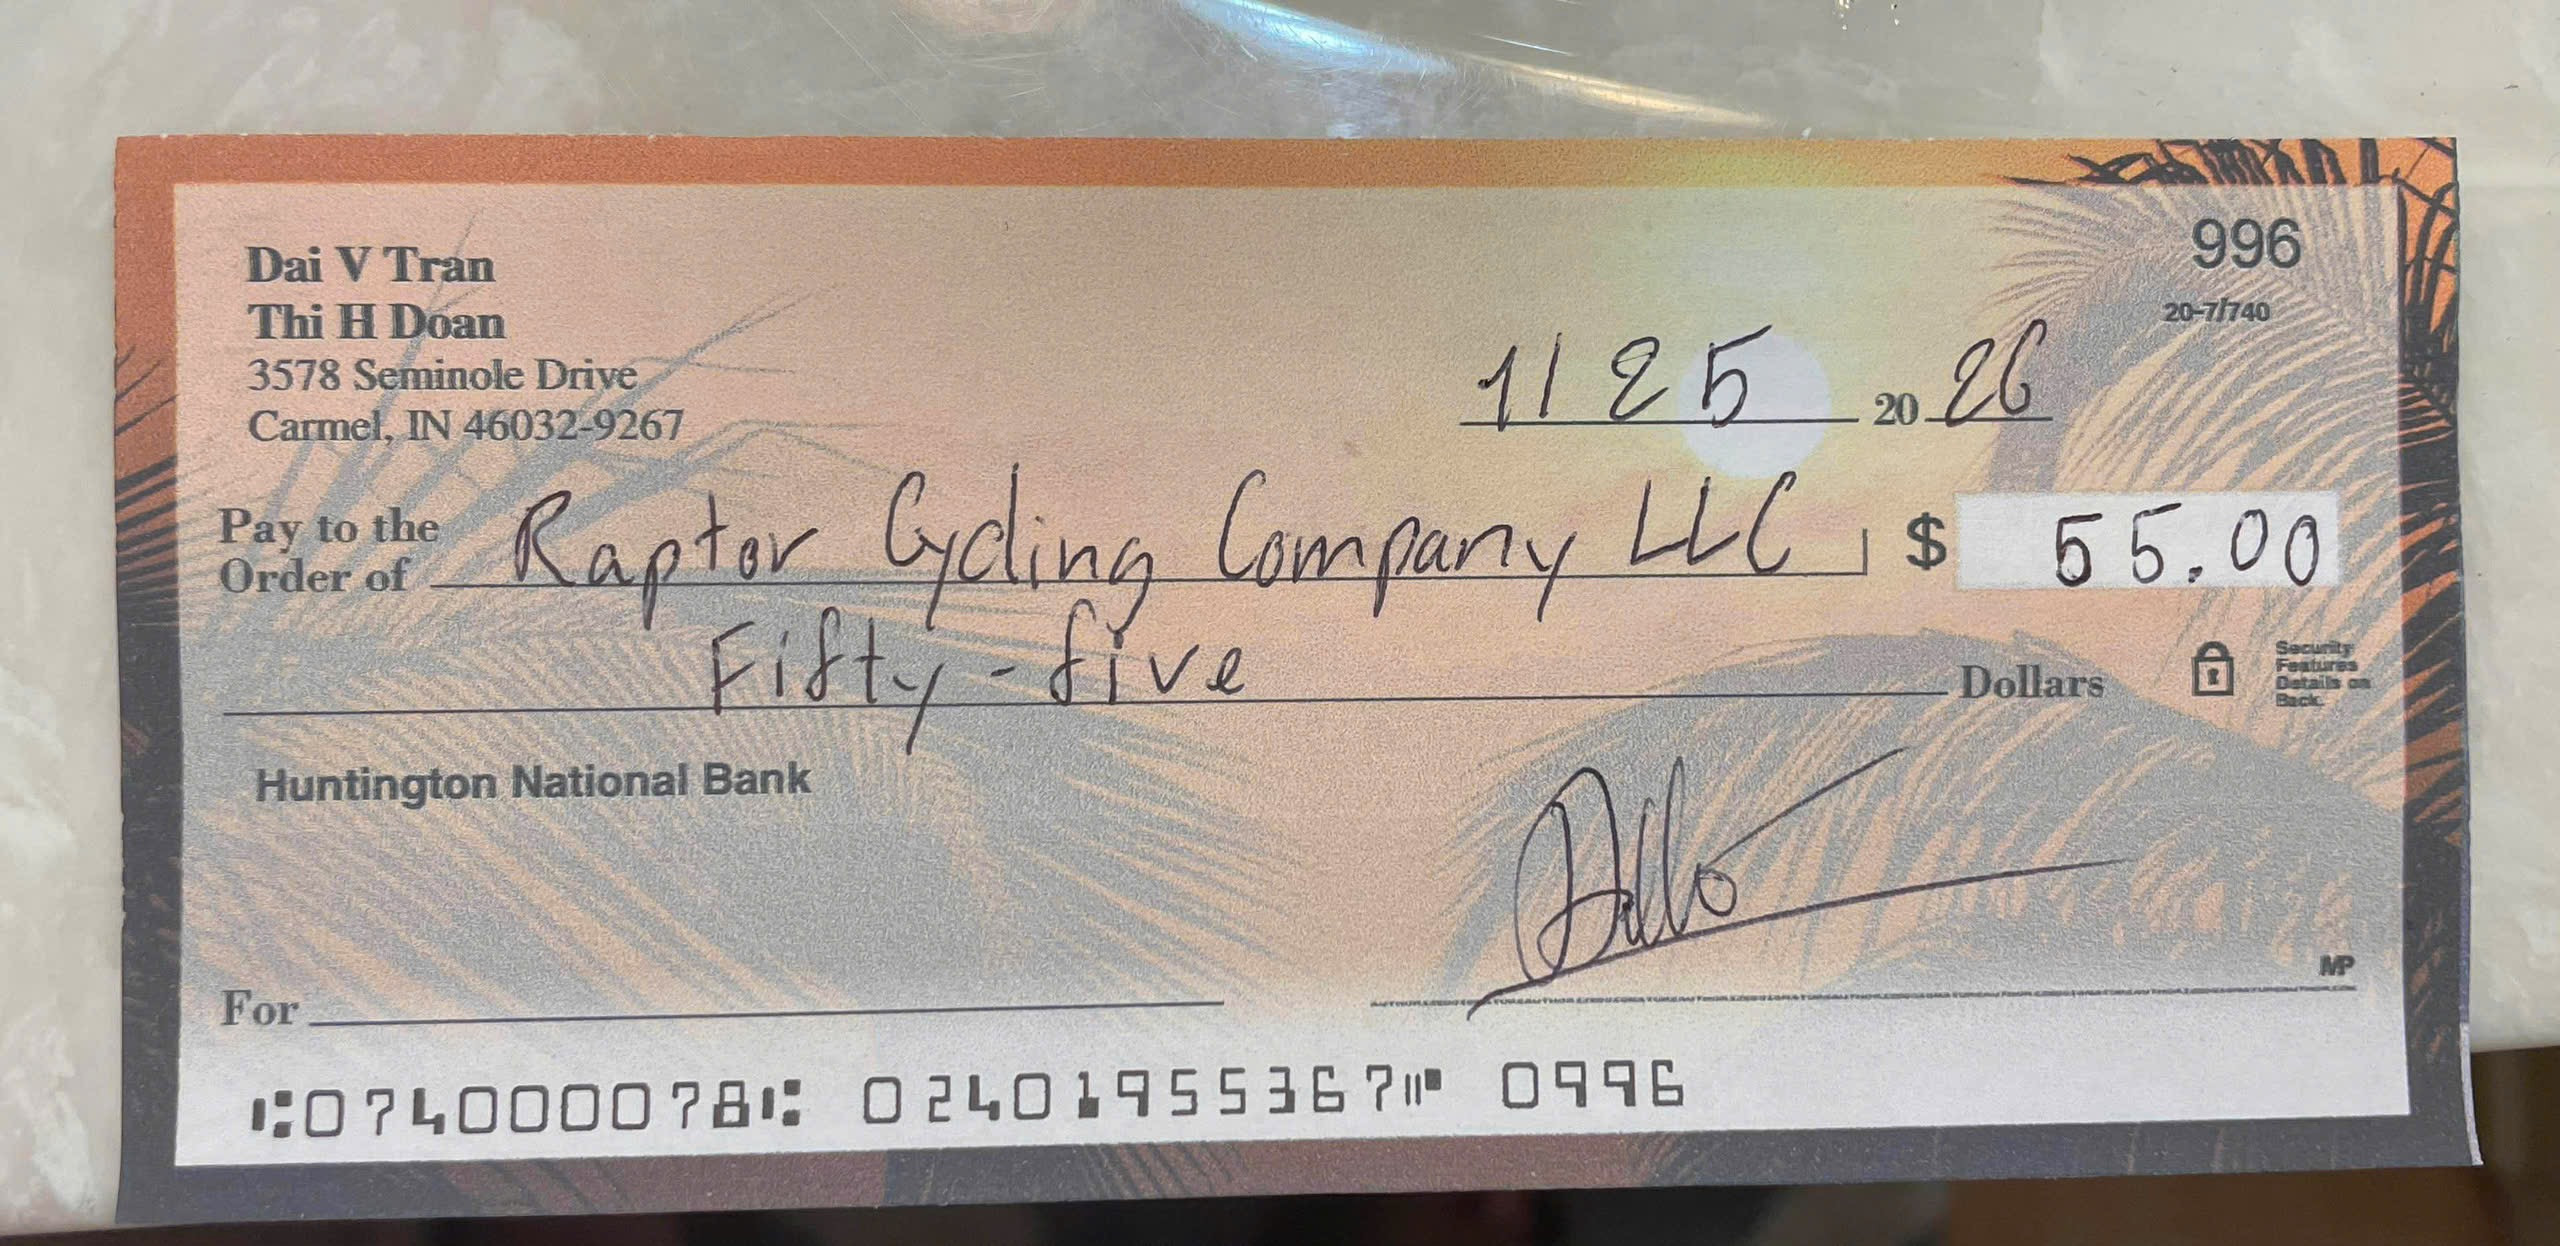 Dai V Tran
Thi H Doan
3578 Seminole Drive
Carmel, IN 46032-9267
996
20-7/740
1/25 20 26
Pay to the Order of Raptor Cycling Company LLC $ 55.00
Fifty-five Dollars
Security Features Details on Back.
Huntington National Bank
For
MP
⑆074000078⑆ 02401955367⑈ 0996